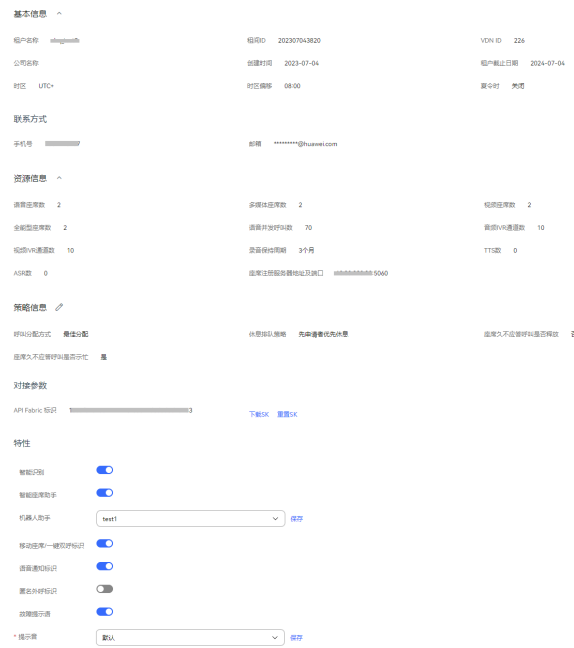 基本信息
租户名称 租间ID 202307043820 VDN ID 226
公司名称 创建时间 2023-07-04 租户截止日期 2024-07-04
时区 UTC+ 时区偏移 08:00 夏令时 关闭
联系方式
手机号 邮箱 *********@huawei.com
资源信息
语音座席数 2 多媒体座席数 2 视频座席数 2
全能型座席数 2 语音并发呼叫数 70 音频IVR通道数 10
视频IVR通道数 10 录音保持周期 3个月 TTS数 0
ASR数 0 座席注册服务器地址及端口 :5060
策略信息
呼叫分配方式 最佳分配 休息排队策略 先申请者优先休息 座席久不应答呼叫是否释放
座席久不应答呼叫是否示忙 是
对接参数
API Fabric 标识 1 3 下载SK 重置SK
特性
智能识别
智能座席助手
机器人助手 test1 保存
移动座席/一键双呼标识
语音通知标识
匿名外呼标识
故障提示语
* 提示音 默认 保存